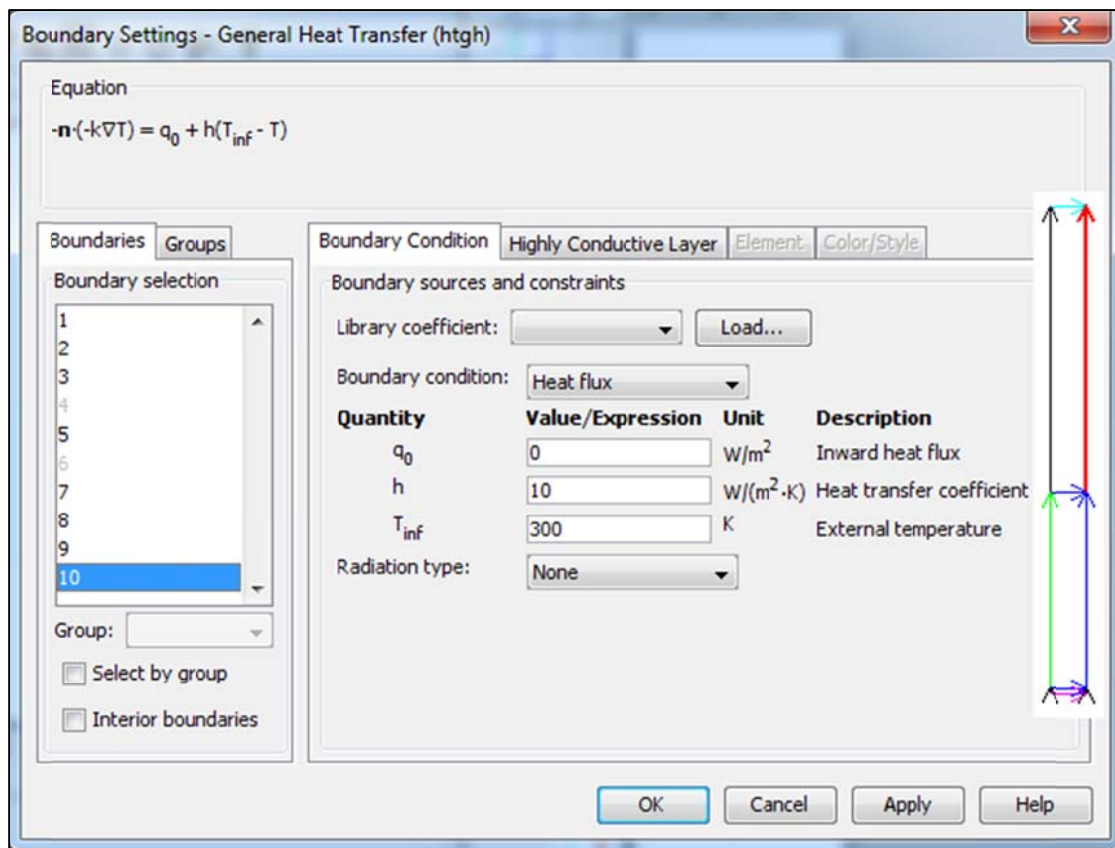 Boundary Settings - General Heat Transfer (htgh)
Equation
-n·(-k∇T) = q₀ + h(T_inf - T)
Boundaries Groups
Boundary selection
1
2
3
4
5
6
7
8
9
10
Group:
Select by group
Interior boundaries
Boundary Condition Highly Conductive Layer Element Color/Style
Boundary sources and constraints
Library coefficient: Load...
Boundary condition: Heat flux
Quantity Value/Expression Unit Description
q₀ 0 W/m² Inward heat flux
h 10 W/(m²·K) Heat transfer coefficient
T_inf 300 K External temperature
Radiation type: None
OK Cancel Apply Help